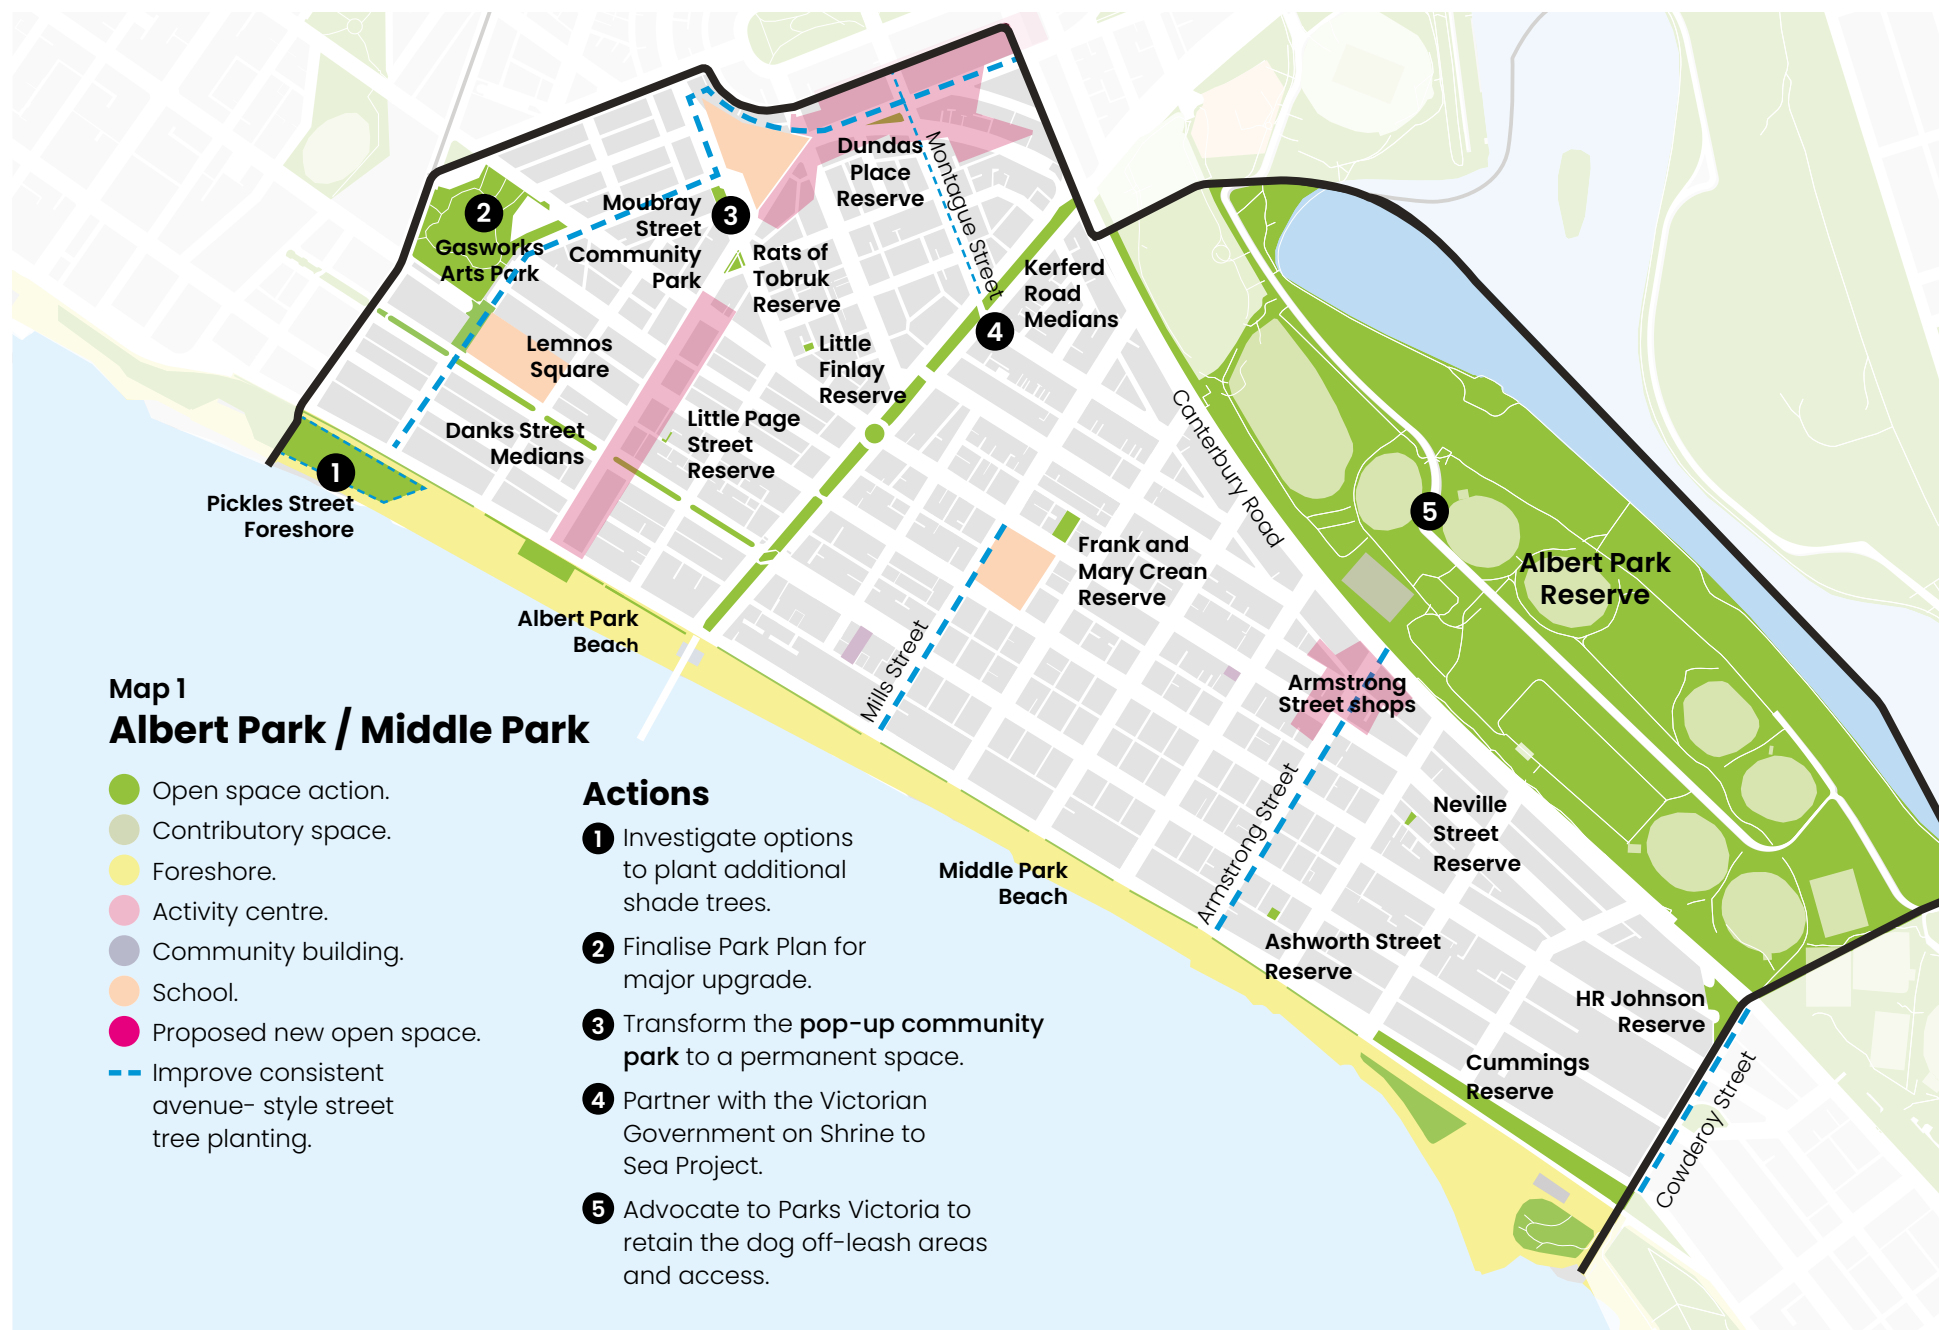 Dundas
Place
Reserve
Montague Street
2
Gasworks
Arts Park
Moubray
Street
Community
Park
3
Rats of
Tobruk
Reserve
Kerferd
Road
Medians
4
Lemnos
Square
Little
Finlay
Reserve
Danks Street
Medians
Little Page
Street
Reserve
Canterbury Road
1
Pickles Street
Foreshore
5
Albert Park
Reserve
Frank and
Mary Crean
Reserve
Albert Park
Beach
Mills Street
Armstrong
Street shops
Armstrong Street
Neville
Street
Reserve
Middle Park
Beach
Ashworth Street
Reserve
HR Johnson
Reserve
Cummings
Reserve
Cowderoy Street
Map 1
Albert Park / Middle Park
Open space action.
Contributory space.
Foreshore.
Activity centre.
Community building.
School.
Proposed new open space.
Improve consistent
avenue- style street
tree planting.
Actions
1 Investigate options
to plant additional
shade trees.
2 Finalise Park Plan for
major upgrade.
3 Transform the pop-up community
park to a permanent space.
4 Partner with the Victorian
Government on Shrine to
Sea Project.
5 Advocate to Parks Victoria to
retain the dog off-leash areas
and access.